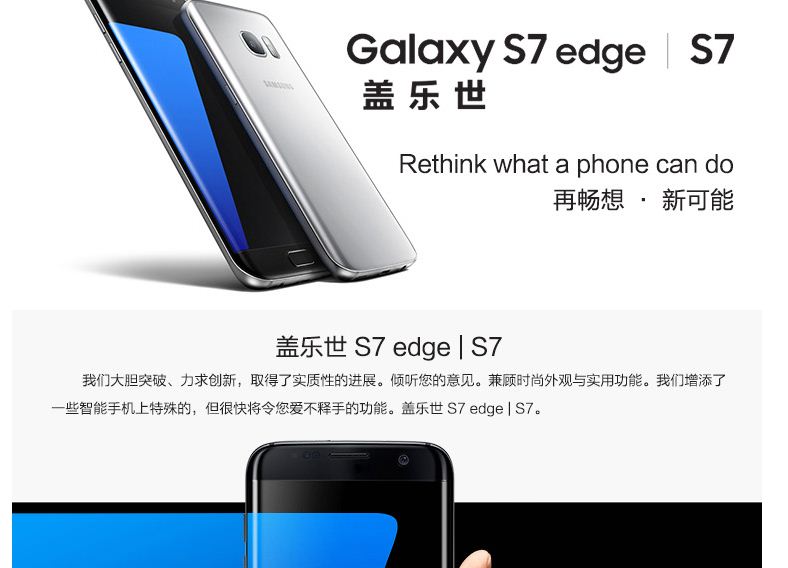 Galaxy S7 edge | S7
盖乐世
SAMSUNG
Rethink what a phone can do
再畅想 · 新可能
盖乐世 S7 edge | S7
我们大胆突破、力求创新，取得了实质性的进展。倾听您的意见。兼顾时尚外观与实用功能。我们增添了
一些智能手机上特殊的，但很快将令您爱不释手的功能。盖乐世 S7 edge | S7。